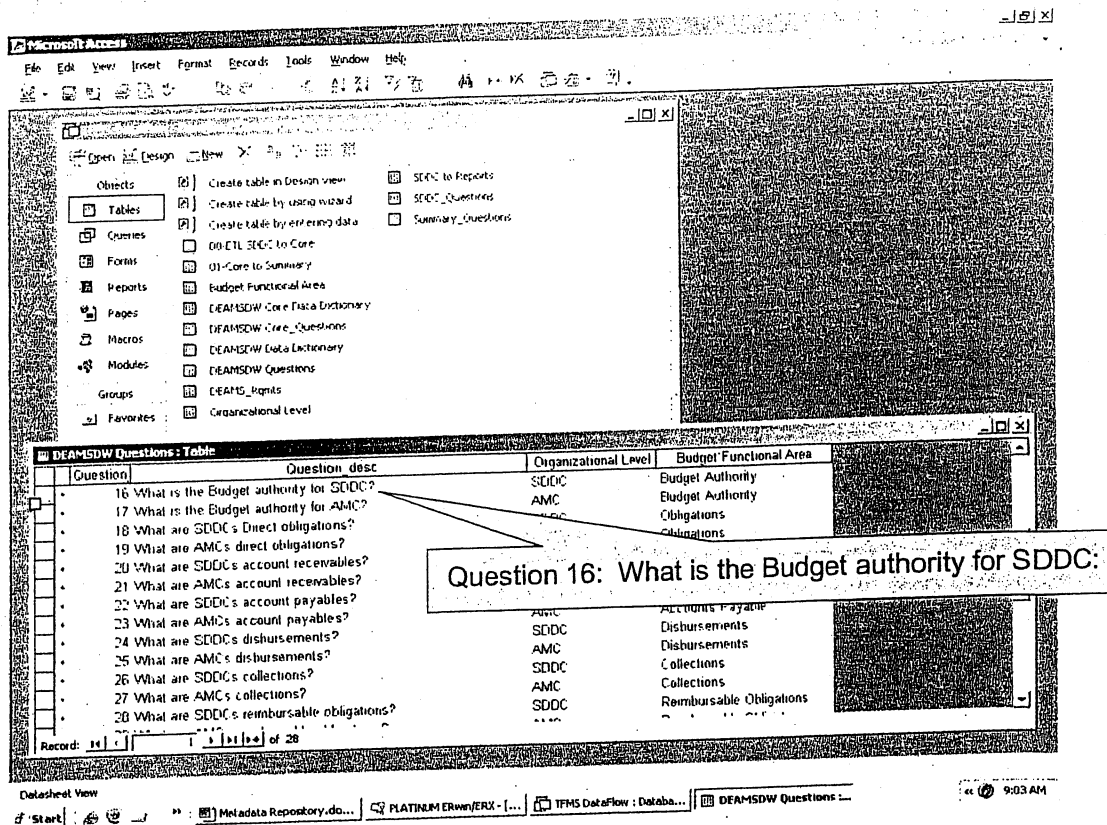 Microsoft Access
File Edit View Insert Format Records Tools Window Help
Open Design New
Objects
Tables
Queries
Forms
Reports
Pages
Macros
Modules
Groups
Favorites
Create table in Design view
Create table by using wizard
Create table by entering data
00-ETL SDDC to Core
01-Core to Summary
Budget Functional Area
DEAMSDW Core Data Dictionary
DEAMSDW Core_Questions
DEAMSDW Data Dictionary
DEAMSDW Questions
DEAMS_Rqmts
Organizational Level
SDDC to Reports
SDDC_Questions
Summary_Questions
DEAMSDW Questions : Table
Question Question_desc Organizational Level Budget Functional Area
16 What is the Budget authority for SDDC? SDDC Budget Authority
17 What is the Budget authority for AMC? AMC Budget Authority
18 What are SDDCs Direct obligations? Obligations
19 What are AMCs direct obligations? Obligations
20 What are SDDCs account receivables?
21 What are AMCs account receivables?
22 What are SDDCs account payables?
23 What are AMCs account payables? AMC Accounts Payable
24 What are SDDCs disbursements? SDDC Disbursements
25 What are AMCs disbursements? AMC Disbursements
26 What are SDDCs collections? SDDC Collections
27 What are AMCs collections? AMC Collections
28 What are SDDCs reimbursable obligations? SDDC Reimbursable Obligations
Question 16: What is the Budget authority for SDDC:
Record: 1 of 28
Datasheet View
Start Metadata Repository.do... PLATINUM ERwin/ERX - [... TFMS DataFlow : Databa... DEAMSDW Questions :... 9:03 AM